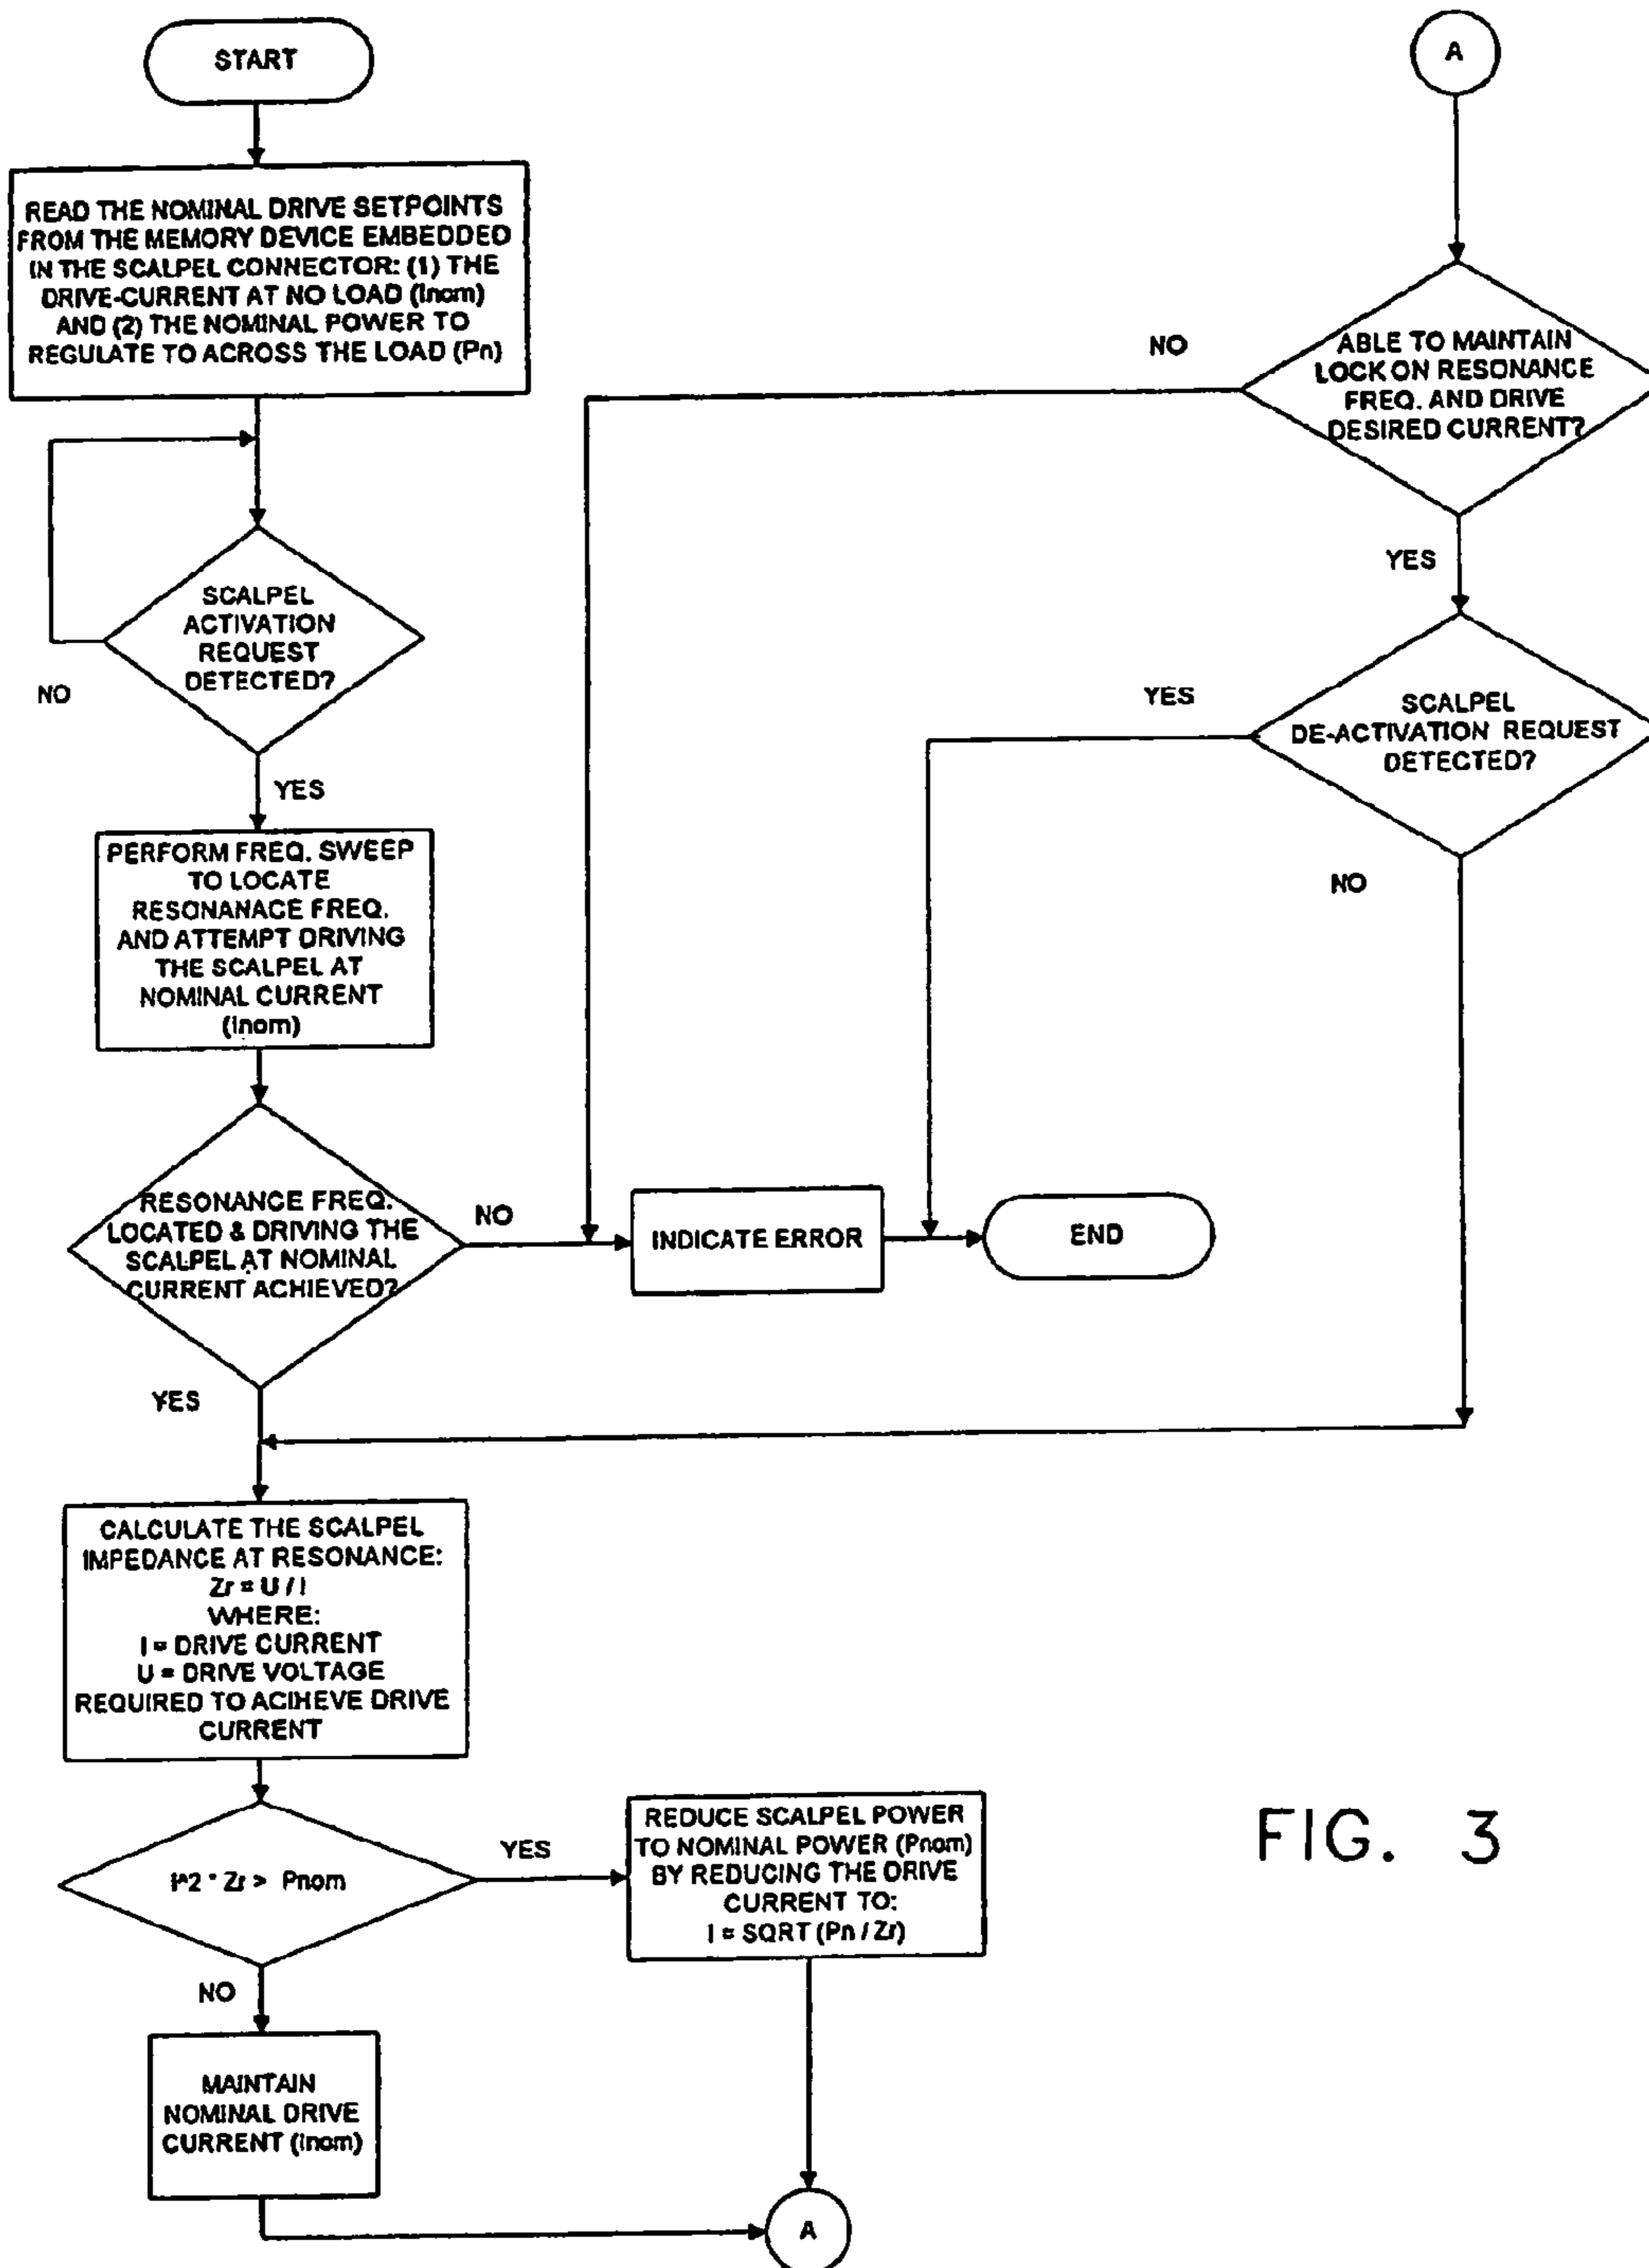 START
READ THE NOMINAL DRIVE SETPOINTS
FROM THE MEMORY DEVICE EMBEDDED
IN THE SCALPEL CONNECTOR: (1) THE
DRIVE-CURRENT AT NO LOAD (Inom)
AND (2) THE NOMINAL POWER TO
REGULATE TO ACROSS THE LOAD (Pn)
SCALPEL
ACTIVATION
REQUEST
DETECTED?
NO
YES
PERFORM FREQ. SWEEP
TO LOCATE
RESONANAGE FREQ.
AND ATTEMPT DRIVING
THE SCALPEL AT
NOMINAL CURRENT
(Inom)
RESONANCE FREQ.
LOCATED & DRIVING THE
SCALPEL AT NOMINAL
CURRENT ACHIEVED?
NO
YES
INDICATE ERROR
END
CALCULATE THE SCALPEL
IMPEDANCE AT RESONANCE:
Zr = U / I
WHERE:
I = DRIVE CURRENT
U = DRIVE VOLTAGE
REQUIRED TO ACIHEVE DRIVE
CURRENT
I^2 * Zr > Pnom
YES
NO
REDUCE SCALPEL POWER
TO NOMINAL POWER (Pnom)
BY REDUCING THE DRIVE
CURRENT TO:
I = SQRT (Pn / Zr)
MAINTAIN
NOMINAL DRIVE
CURRENT (Inom)
A
A
ABLE TO MAINTAIN
LOCK ON RESONANCE
FREQ. AND DRIVE
DESIRED CURRENT?
NO
YES
SCALPEL
DE-ACTIVATION REQUEST
DETECTED?
YES
NO
FIG. 3